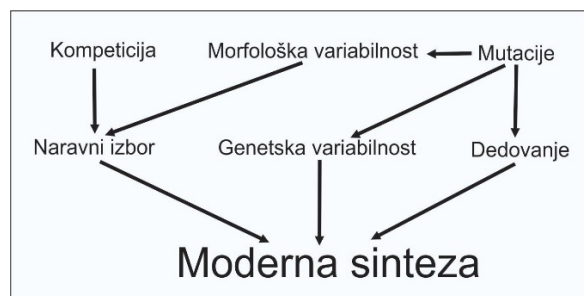 Kompeticija Morfološka variabilnost Mutacije
Naravni izbor Genetska variabilnost Dedovanje
Moderna sinteza